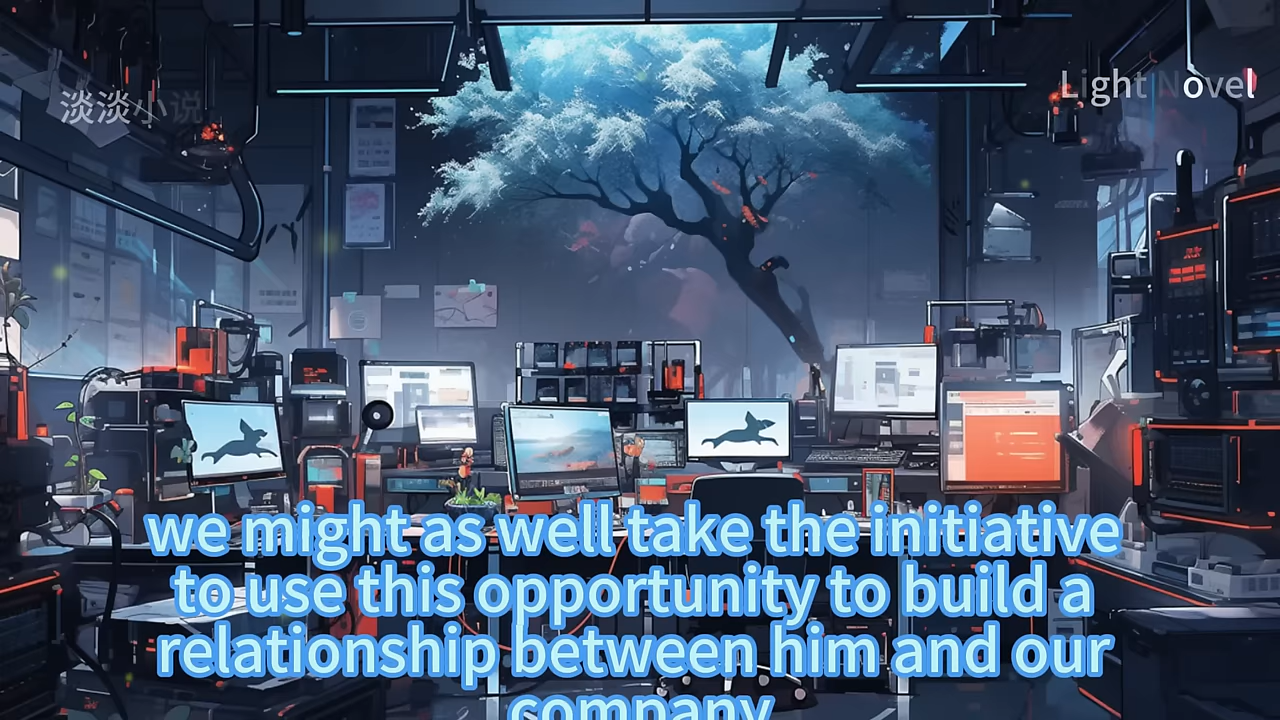 淡淡小说
Light Novel
we might as well take the initiative
to use this opportunity to build a
relationship between him and our
company